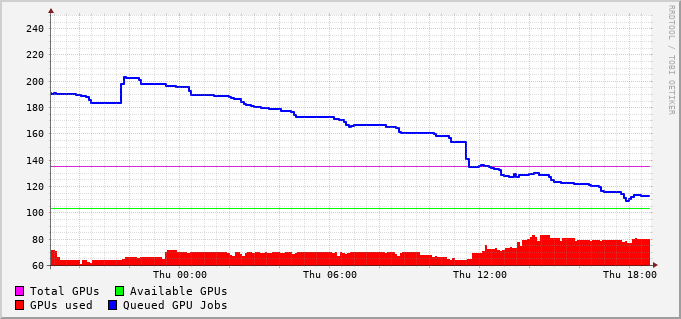 240
220
200
180
160
140
120
100
80
60
Thu 00:00 Thu 06:00 Thu 12:00 Thu 18:00
Total GPUs Available GPUs
GPUs used Queued GPU Jobs
RRDTOOL / TOBI OETIKER